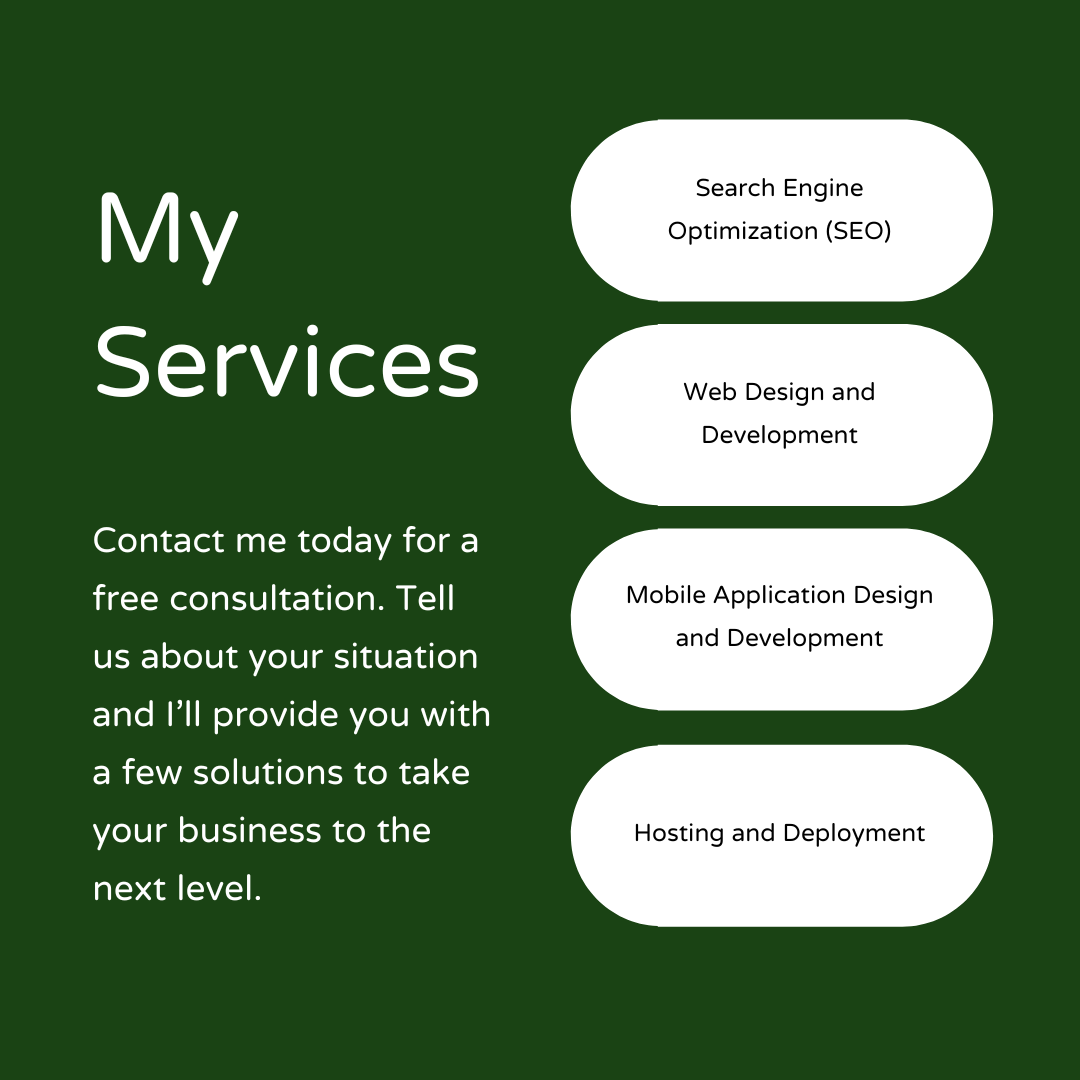 My
Services
Contact me today for a
free consultation. Tell
us about your situation
and I’ll provide you with
a few solutions to take
your business to the
next level.
Search Engine
Optimization (SEO)
Web Design and
Development
Mobile Application Design
and Development
Hosting and Deployment